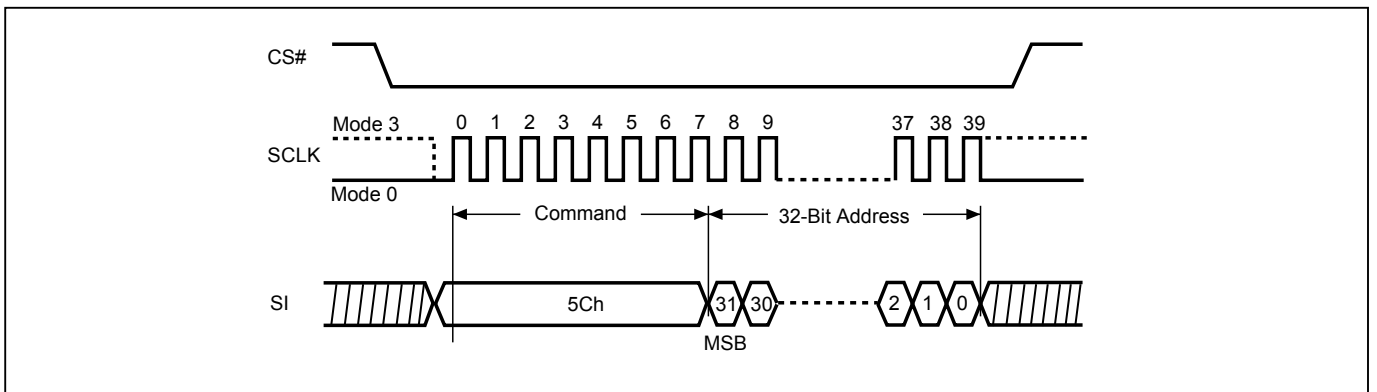 CS#
Mode 3
0 1 2 3 4 5 6 7 8 9 37 38 39
SCLK
Mode 0
Command 32-Bit Address
SI 5Ch 31 30 2 1 0
MSB